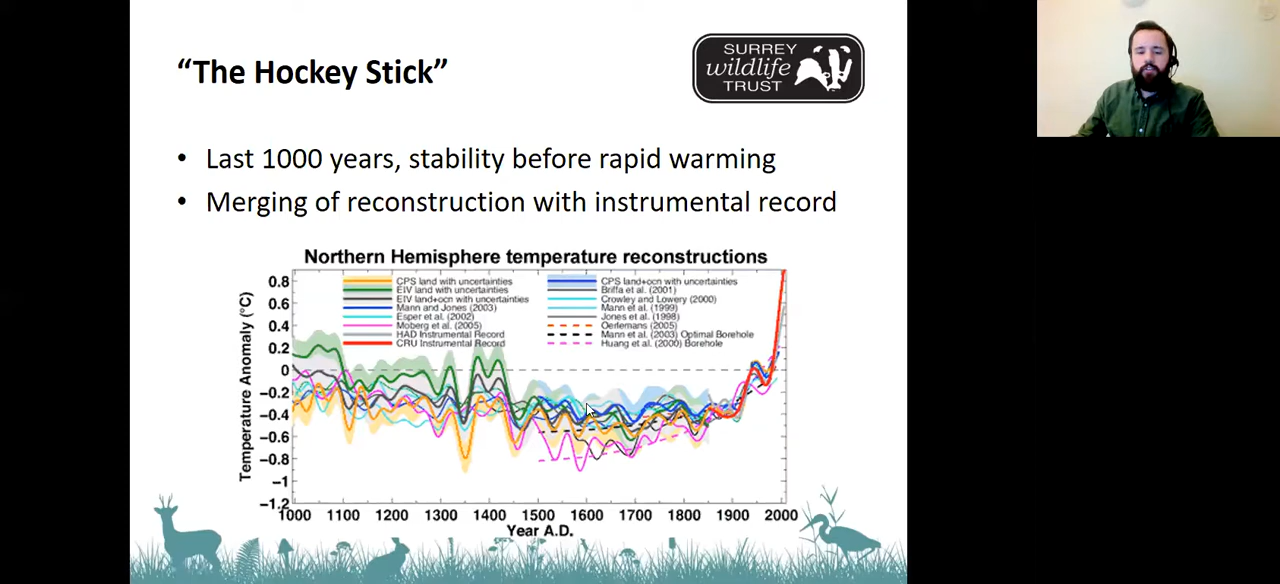 “The Hockey Stick”
SURREY
wildlife
TRUST
• Last 1000 years, stability before rapid warming
• Merging of reconstruction with instrumental record
Northern Hemisphere temperature reconstructions
CPS land with uncertainties
EIV land with uncertainties
EIV land+ocn with uncertainties
Mann and Jones (2003)
Esper et al. (2002)
Moberg et al. (2005)
HAD Instrumental Record
CRU Instrumental Record
CPS land+ocn with uncertainties
Briffa et al. (2001)
Crowley and Lowery (2000)
Mann et al. (1999)
Jones et al. (1998)
Oerlemans (2005)
Mann et al. (2003) Optimal Borehole
Huang et al. (2000) Borehole
Temperature Anomaly (°C)
0.8
0.6
0.4
0.2
0
−0.2
−0.4
−0.6
−0.8
−1
−1.2
1000 1100 1200 1300 1400 1500 1600 1700 1800 1900 2000
Year A.D.